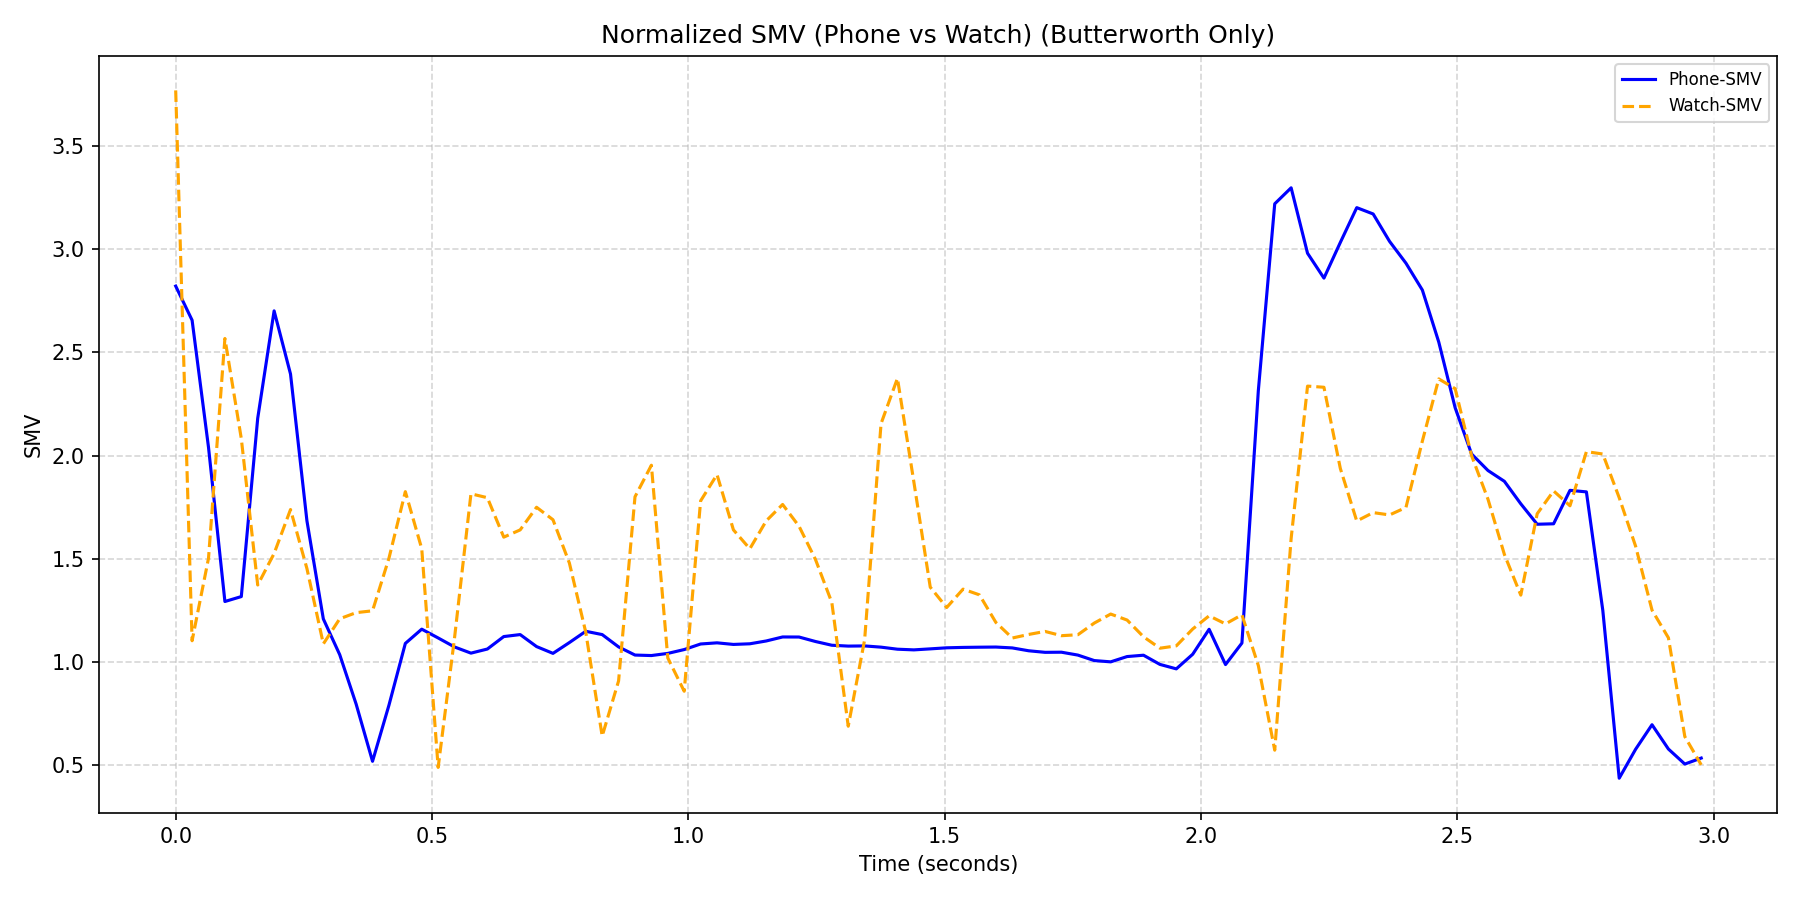 Normalized SMV (Phone vs Watch) (Butterworth Only)
Phone-SMV
Watch-SMV
SMV
3.5
3.0
2.5
2.0
1.5
1.0
0.5
0.0 0.5 1.0 1.5 2.0 2.5 3.0
Time (seconds)